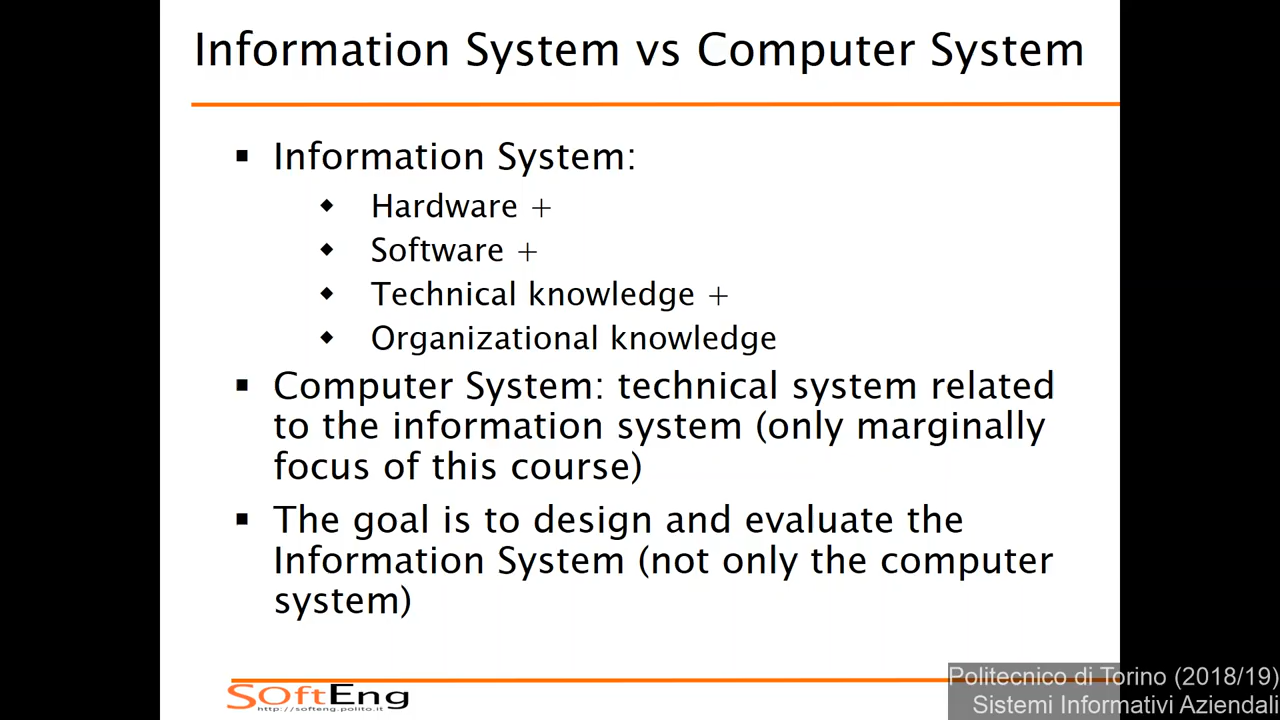 Information System vs Computer System
▪ Information System:
◆ Hardware +
◆ Software +
◆ Technical knowledge +
◆ Organizational knowledge
▪ Computer System: technical system related
to the information system (only marginally
focus of this course)
▪ The goal is to design and evaluate the
Information System (not only the computer
system)
SOftEng
http://softeng.polito.it
Politecnico di Torino (2018/19)
Sistemi Informativi Aziendali